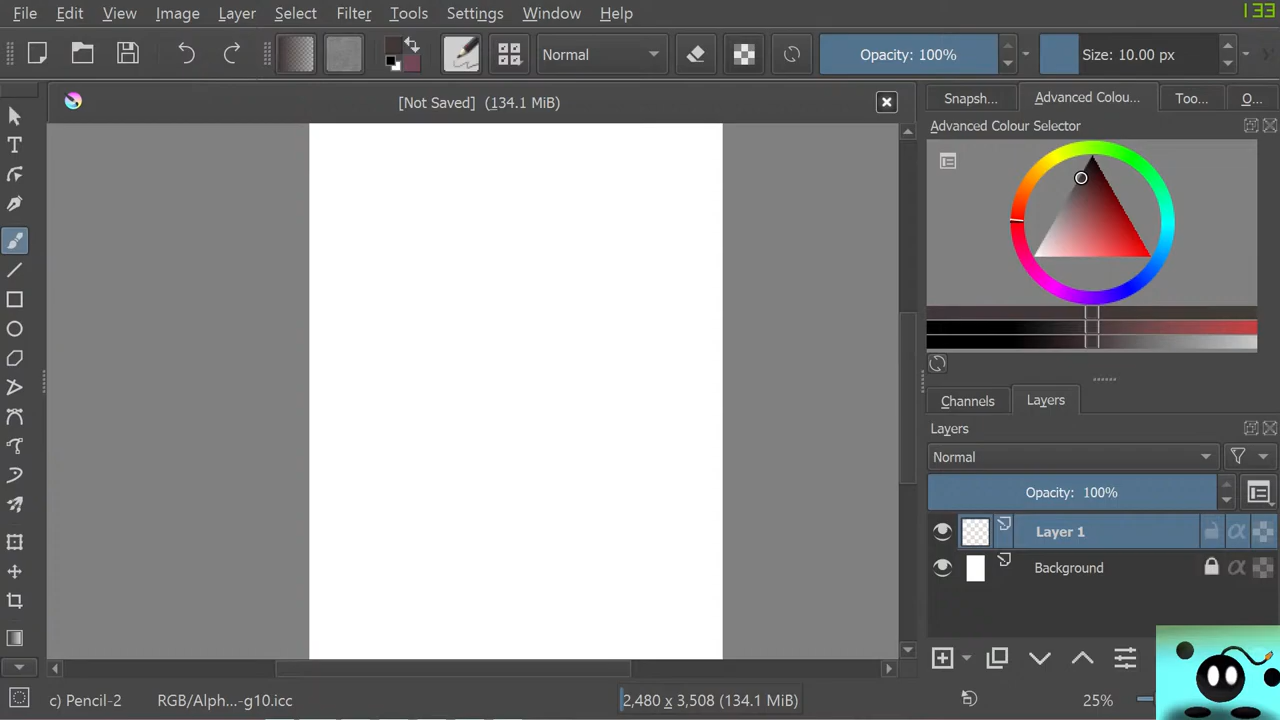 File Edit View Image Layer Select Filter Tools Settings Window Help 133
Normal Opacity: 100% Size: 10.00 px
[Not Saved] (134.1 MiB)
Snapsh... Advanced Colou... Too... O...
Advanced Colour Selector
Channels Layers
Layers
Normal
Opacity: 100%
Layer 1
Background
c) Pencil-2 RGB/Alph...-g10.icc 2,480 x 3,508 (134.1 MiB) 25%